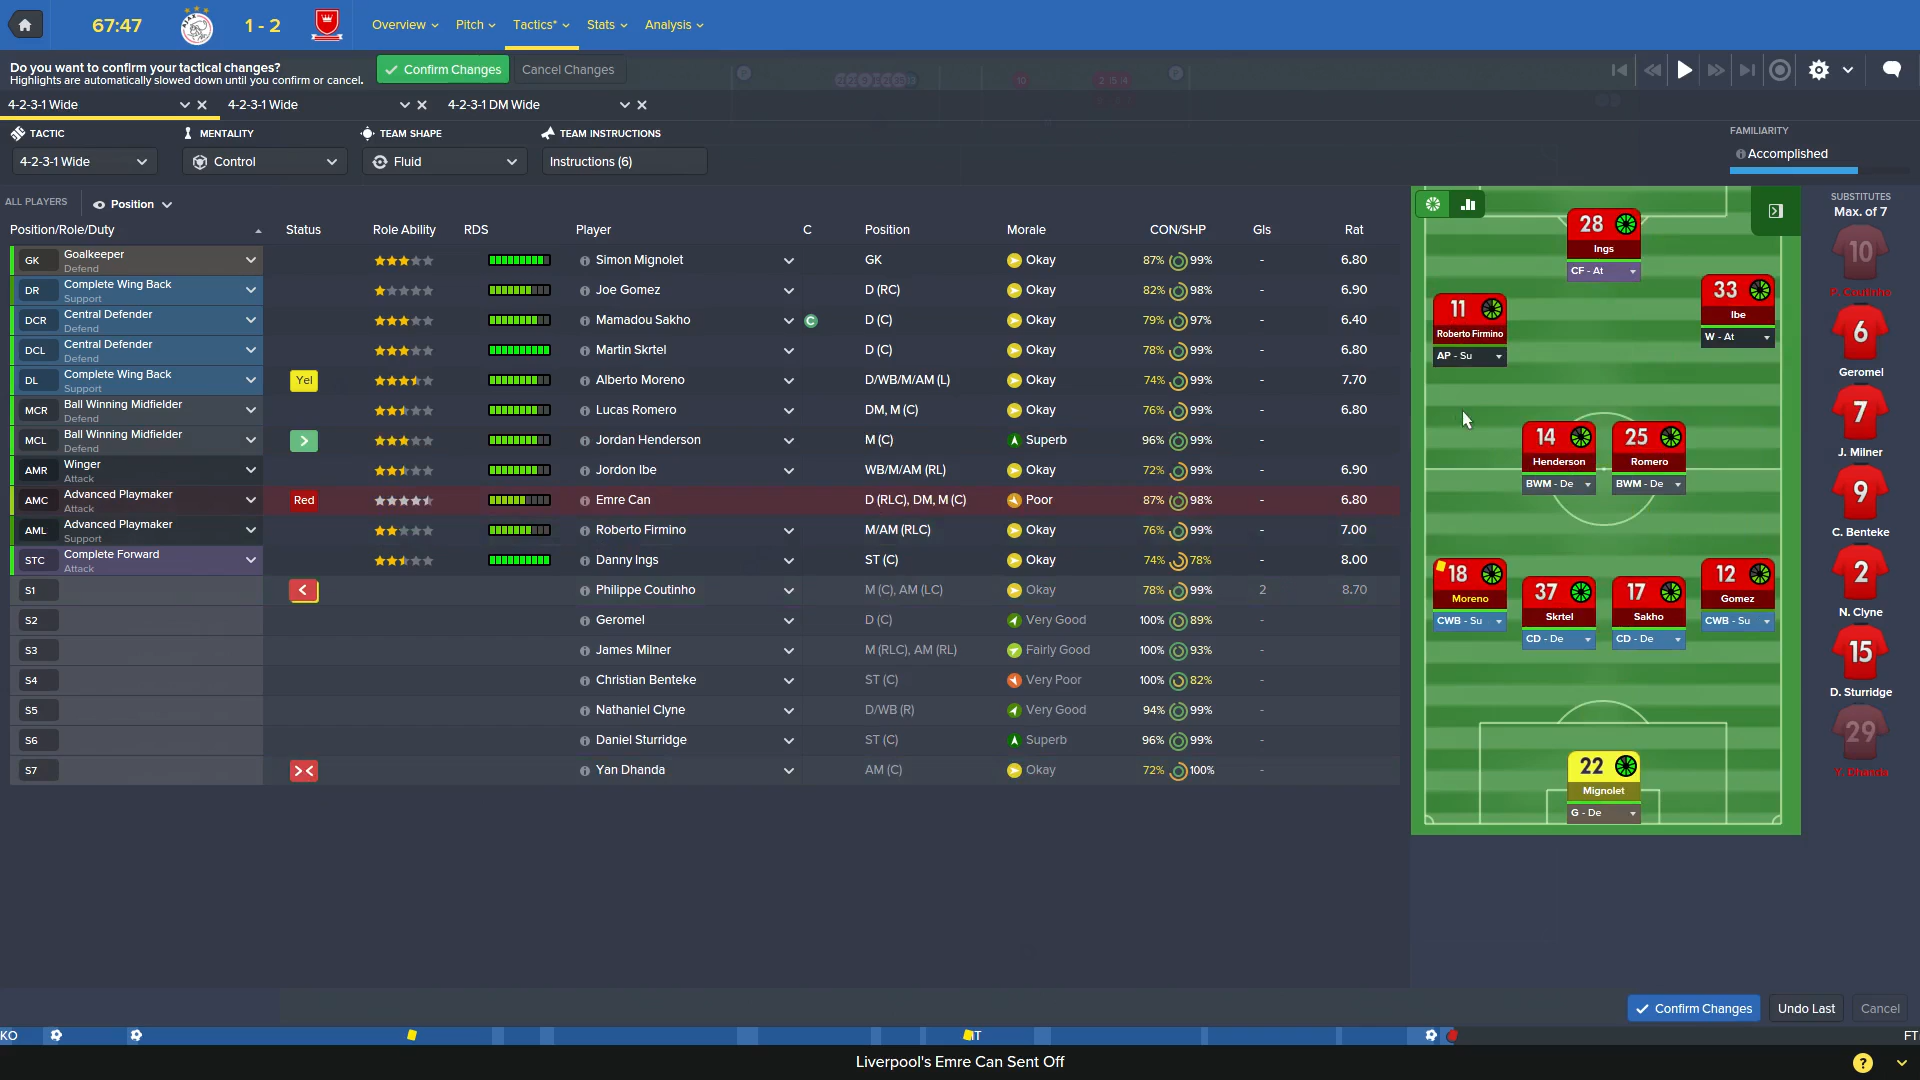 67:47
1 - 2
Overview
Pitch
Tactics*
Stats
Analysis
Do you want to confirm your tactical changes?
Highlights are automatically slowed down until you confirm or cancel.
Confirm Changes
Cancel Changes
4-2-3-1 Wide
4-2-3-1 Wide
4-2-3-1 DM Wide
TACTIC
MENTALITY
TEAM SHAPE
TEAM INSTRUCTIONS
4-2-3-1 Wide
Control
Fluid
Instructions (6)
FAMILIARITY
Accomplished
ALL PLAYERS
Position
Position/Role/Duty Status Role Ability RDS Player C Position Morale CON/SHP Gls Rat
GK Goalkeeper Defend Simon Mignolet GK Okay 87% 99% - 6.80
DR Complete Wing Back Support Joe Gomez D (RC) Okay 82% 98% - 6.90
DCR Central Defender Defend Mamadou Sakho C D (C) Okay 79% 97% - 6.40
DCL Central Defender Defend Martin Skrtel D (C) Okay 78% 99% - 6.80
DL Complete Wing Back Support Yel Alberto Moreno D/WB/M/AM (L) Okay 74% 99% - 7.70
MCR Ball Winning Midfielder Defend Lucas Romero DM, M (C) Okay 76% 99% - 6.80
MCL Ball Winning Midfielder Defend Jordan Henderson M (C) Superb 96% 99% -
AMR Winger Attack Jordon Ibe WB/M/AM (RL) Okay 72% 99% - 6.90
AMC Advanced Playmaker Attack Red Emre Can D (RLC), DM, M (C) Poor 87% 98% - 6.80
AML Advanced Playmaker Support Roberto Firmino M/AM (RLC) Okay 76% 99% - 7.00
STC Complete Forward Attack Danny Ings ST (C) Okay 74% 78% - 8.00
S1 Philippe Coutinho M (C), AM (LC) Okay 78% 99% 2 8.70
S2 Geromel D (C) Very Good 100% 89% -
S3 James Milner M (RLC), AM (RL) Fairly Good 100% 93% -
S4 Christian Benteke ST (C) Very Poor 100% 82% -
S5 Nathaniel Clyne D/WB (R) Very Good 94% 99% -
S6 Daniel Sturridge ST (C) Superb 96% 99% -
S7 Yan Dhanda AM (C) Okay 72% 100% -
28
Ings
CF - At
11
Roberto Firmino
AP - Su
33
Ibe
W - At
14
Henderson
BWM - De
25
Romero
BWM - De
18
Moreno
CWB - Su
37
Skrtel
CD - De
17
Sakho
CD - De
12
Gomez
CWB - Su
22
Mignolet
G - De
SUBSTITUTES
Max. of 7
10
P. Coutinho
6
Geromel
7
J. Milner
9
C. Benteke
2
N. Clyne
15
D. Sturridge
29
Y. Dhanda
Confirm Changes
Undo Last
Cancel
KO
FT
Liverpool's Emre Can Sent Off
?